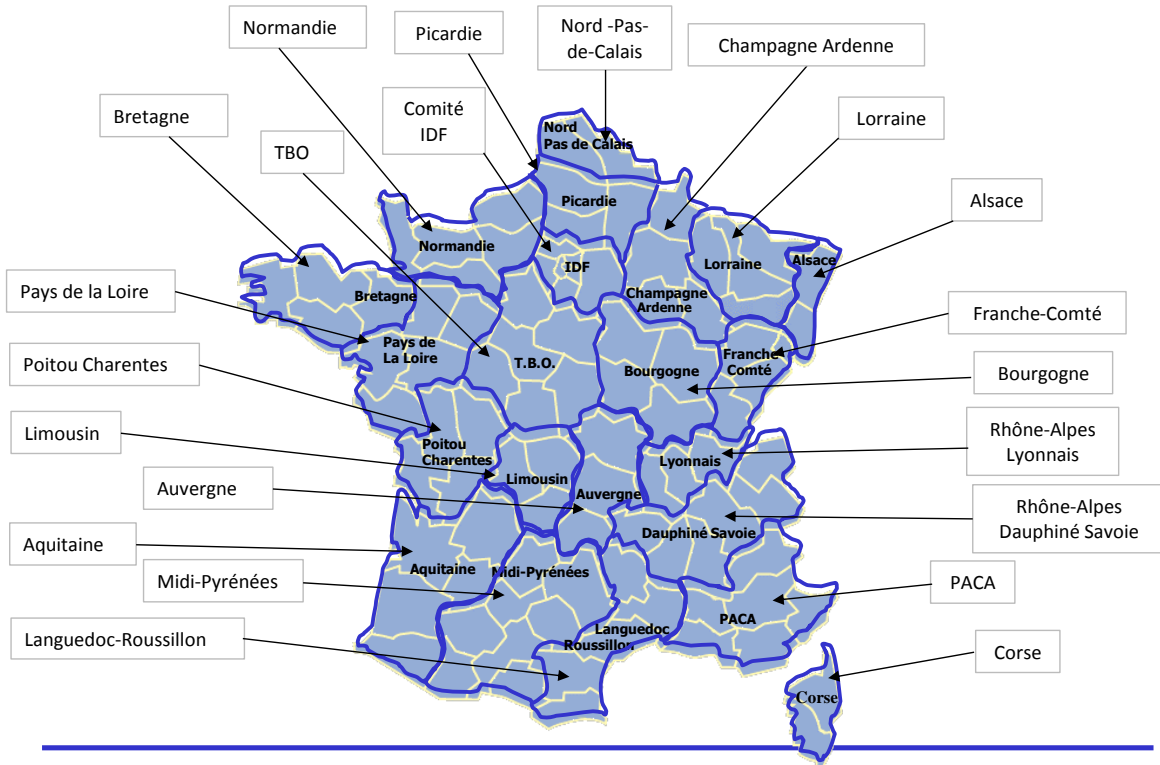 Normandie
Picardie
Nord -Pas-
de-Calais
Champagne Ardenne
Bretagne
TBO
Comité
IDF
Lorraine
Alsace
Pays de la Loire
Franche-Comté
Poitou Charentes
Bourgogne
Limousin
Rhône-Alpes
Lyonnais
Auvergne
Rhône-Alpes
Dauphiné Savoie
Aquitaine
Midi-Pyrénées
PACA
Languedoc-Roussillon
Corse
Nord
Pas de Calais
Picardie
Normandie
IDF
Lorraine
Alsace
Bretagne
Champagne
Ardenne
Pays de
La Loire
T.B.O.
Bourgogne
Franche
Comté
Poitou
Charentes
Limousin
Auvergne
Lyonnais
Dauphiné Savoie
Aquitaine
Midi-Pyrénées
Languedoc
Roussillon
PACA
Corse